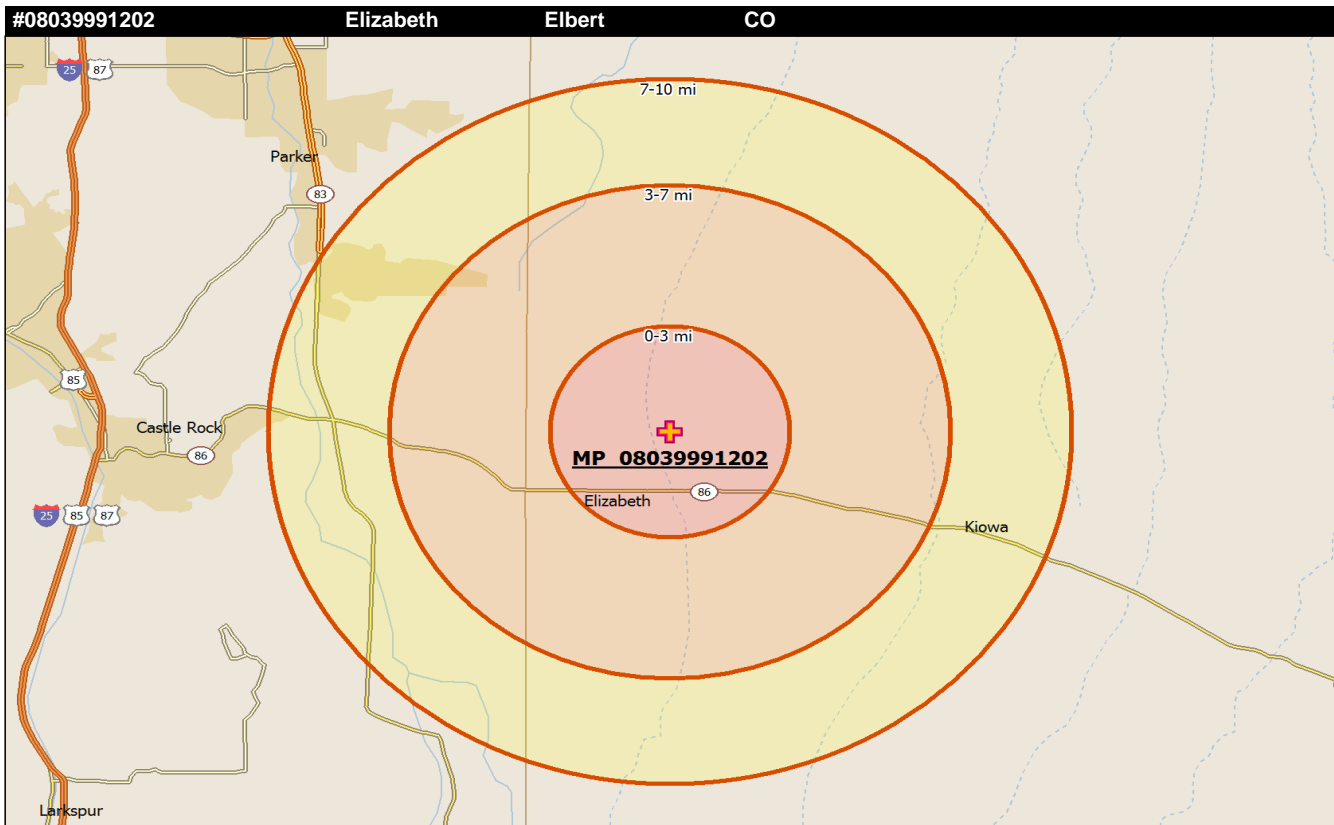 #08039991202 Elizabeth Elbert CO
25 87
7-10 mi
Parker
83
3-7 mi
0-3 mi
85
Castle Rock
86
MP 08039991202
Elizabeth
86
25 85 87
Kiowa
Larkspur